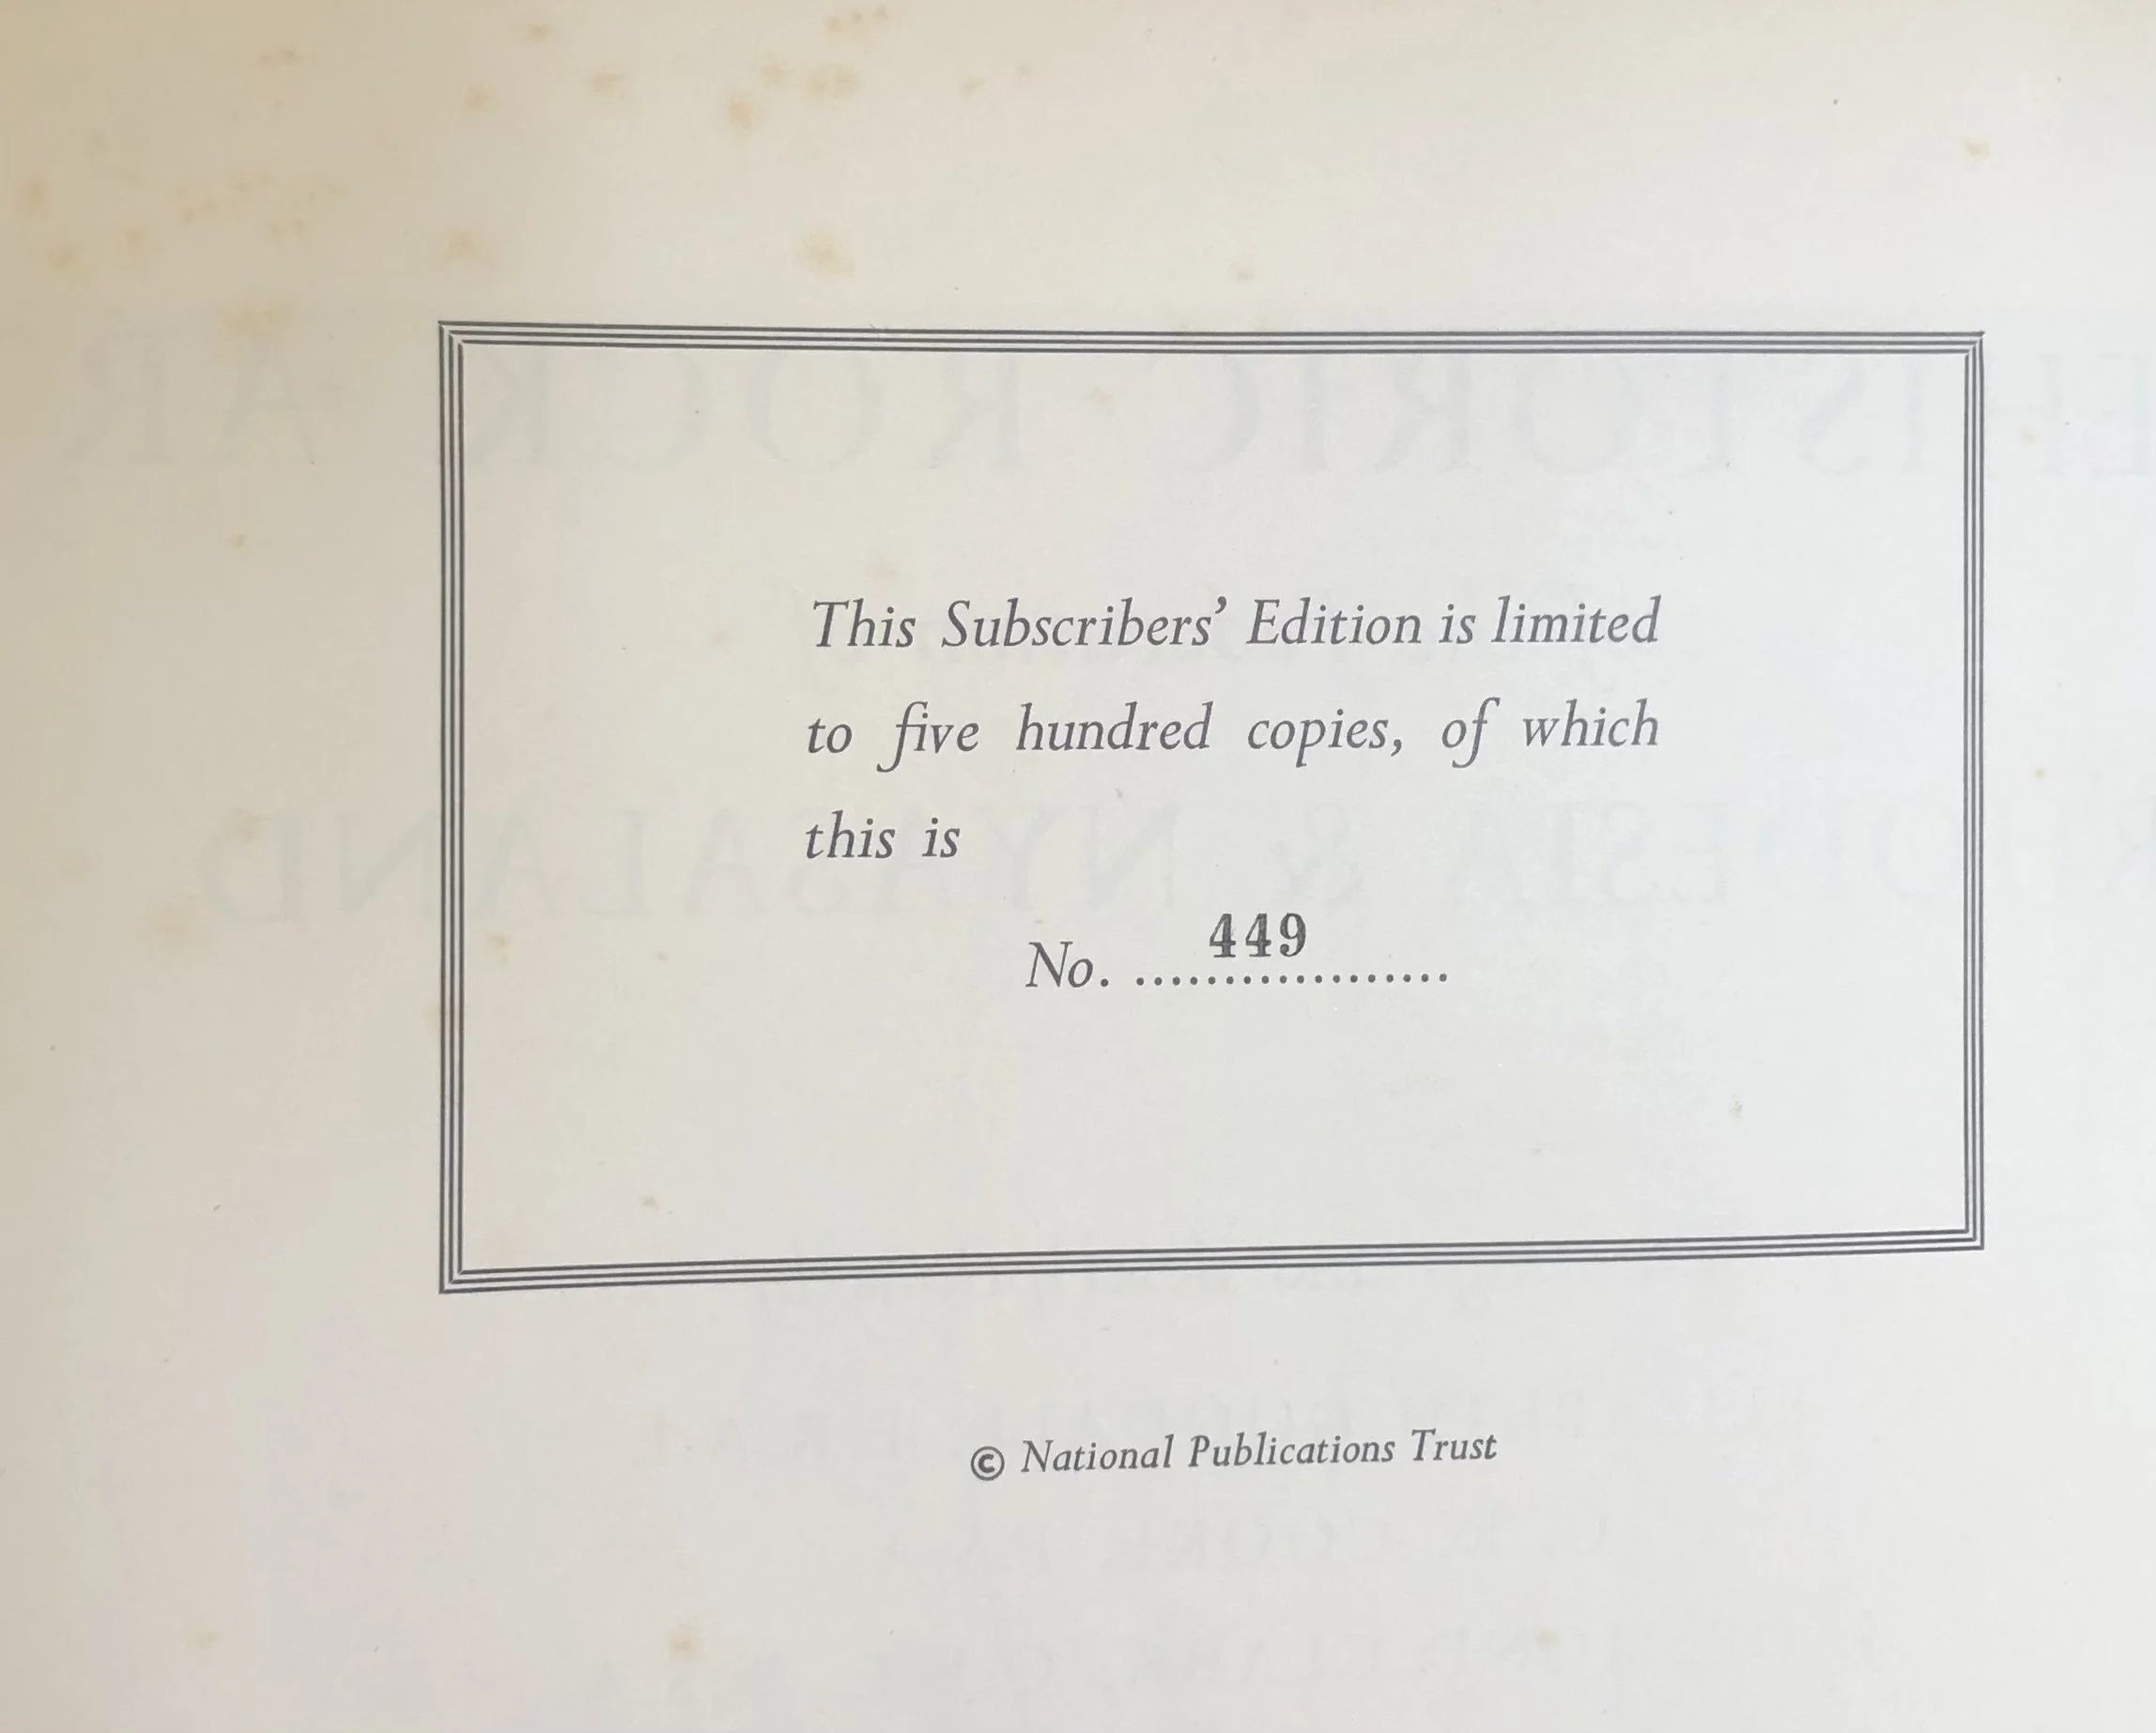 This Subscribers’ Edition is limited
to five hundred copies, of which
this is
No. .................. 449
© National Publications Trust